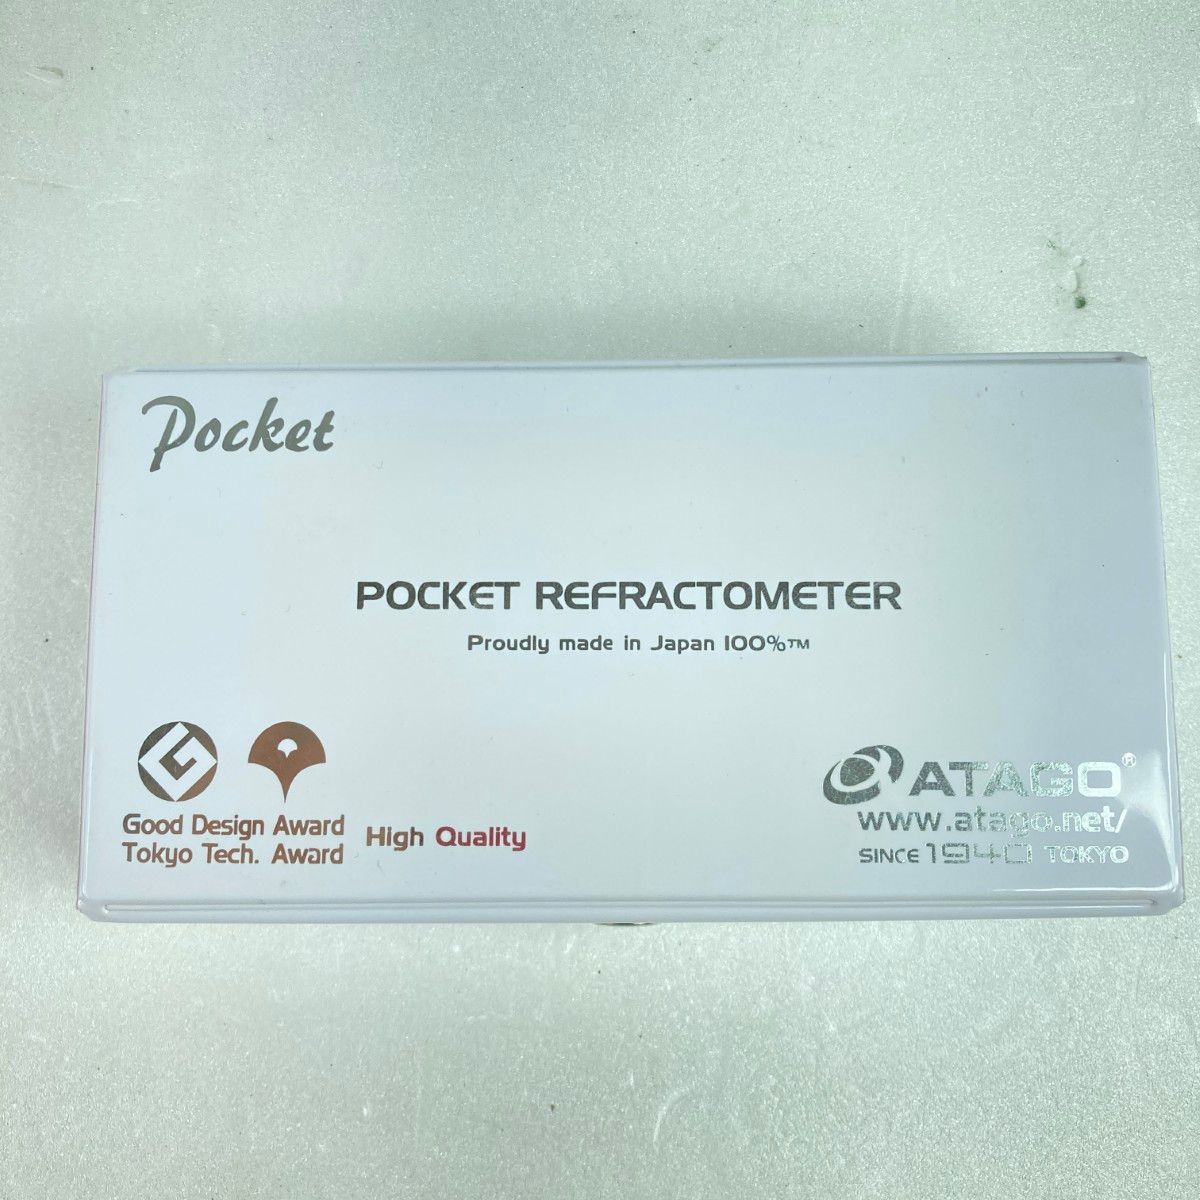 Pocket
POCKET REFRACTOMETER
Proudly made in Japan 100%™
G
Good Design Award
Tokyo Tech. Award
High Quality
ATAGO®
www.atago.net/
SINCE 1940 TOKYO